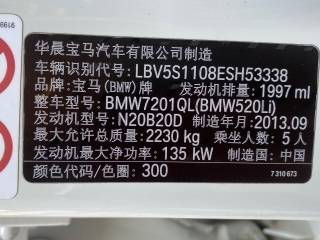 华晨宝马汽车有限公司制造
车辆识别代号：LBV5S1108ESH53338
品牌：宝马(BMW)牌 发动机排量：1997 ml
整车型号：BMW7201QL(BMW520Li)
发动机型号：N20B20D 制造年月：2013.09
最大允许总质量：2230 kg 乘坐人数：5 人
发动机最大净功率：135 kW 制造国：中国
颜色代码/色圈：300 7 310 673